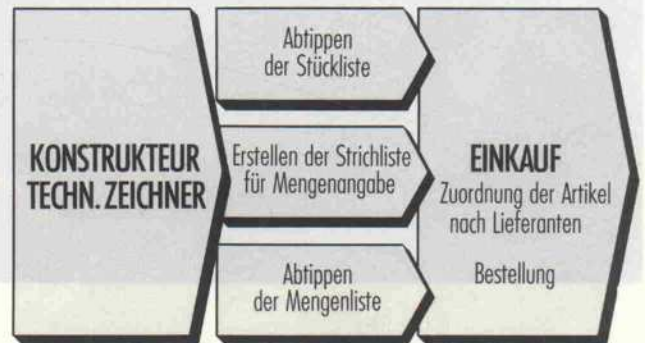 KONSTRUKTEUR
TECHN. ZEICHNER
Abtippen
der Stückliste
Erstellen der Strichliste
für Mengenangabe
Abtippen
der Mengenliste
EINKAUF
Zuordnung der Artikel
nach Lieferanten
Bestellung